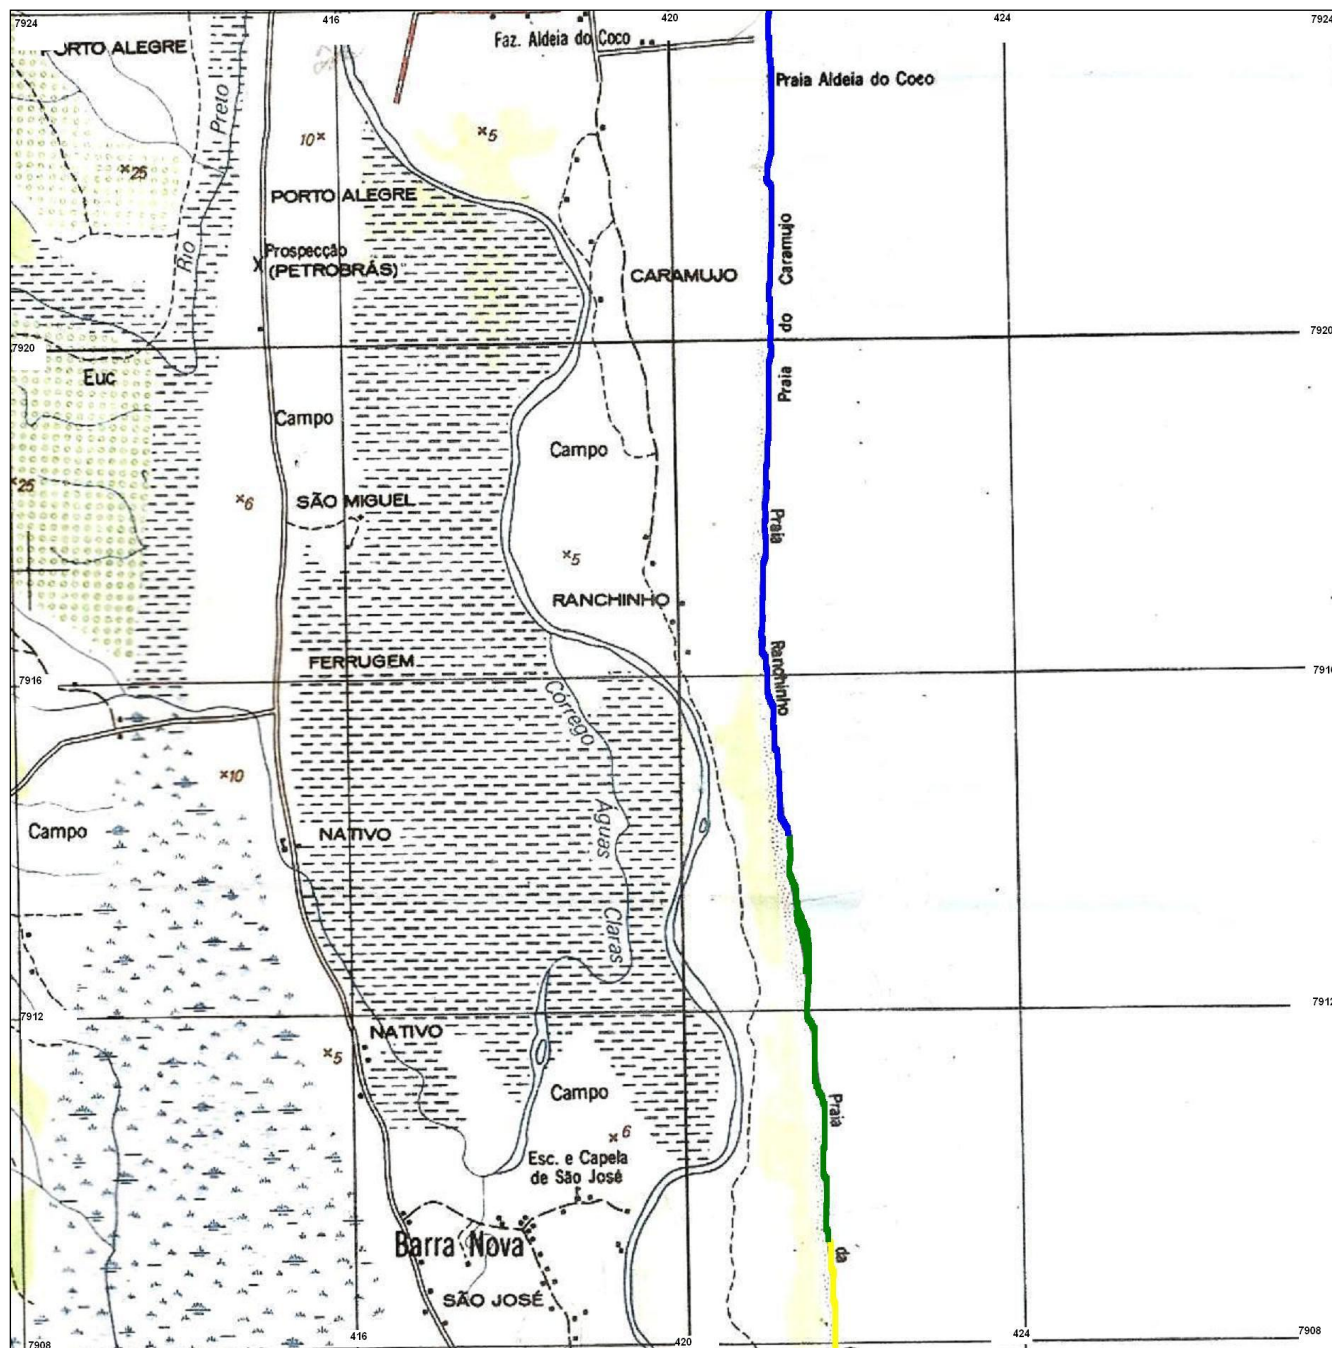 7924
416
420
424
7924
Faz. Aldeia do Coco
PORTO ALEGRE
Praia Aldeia do Coco
Preto
10×
×5
×25
PORTO ALEGRE
Rio
Prospecção
(PETROBRÁS)
CARAMUJO
Caramujo
do
Praia
7920
7920
Euc
Campo
Campo
×25
×6
SÃO MIGUEL
Praia
×5
RANCHINHO
FERRUGEM
Ranchinho
7916
7916
Córrego
×10
Campo
NATIVO
Águas
Claras
7912
7912
NATIVO
×5
Campo
Praia
×6
Esc. e Capela
de São José
Barra Nova
da
SÃO JOSÉ
7908
416
420
424
7908